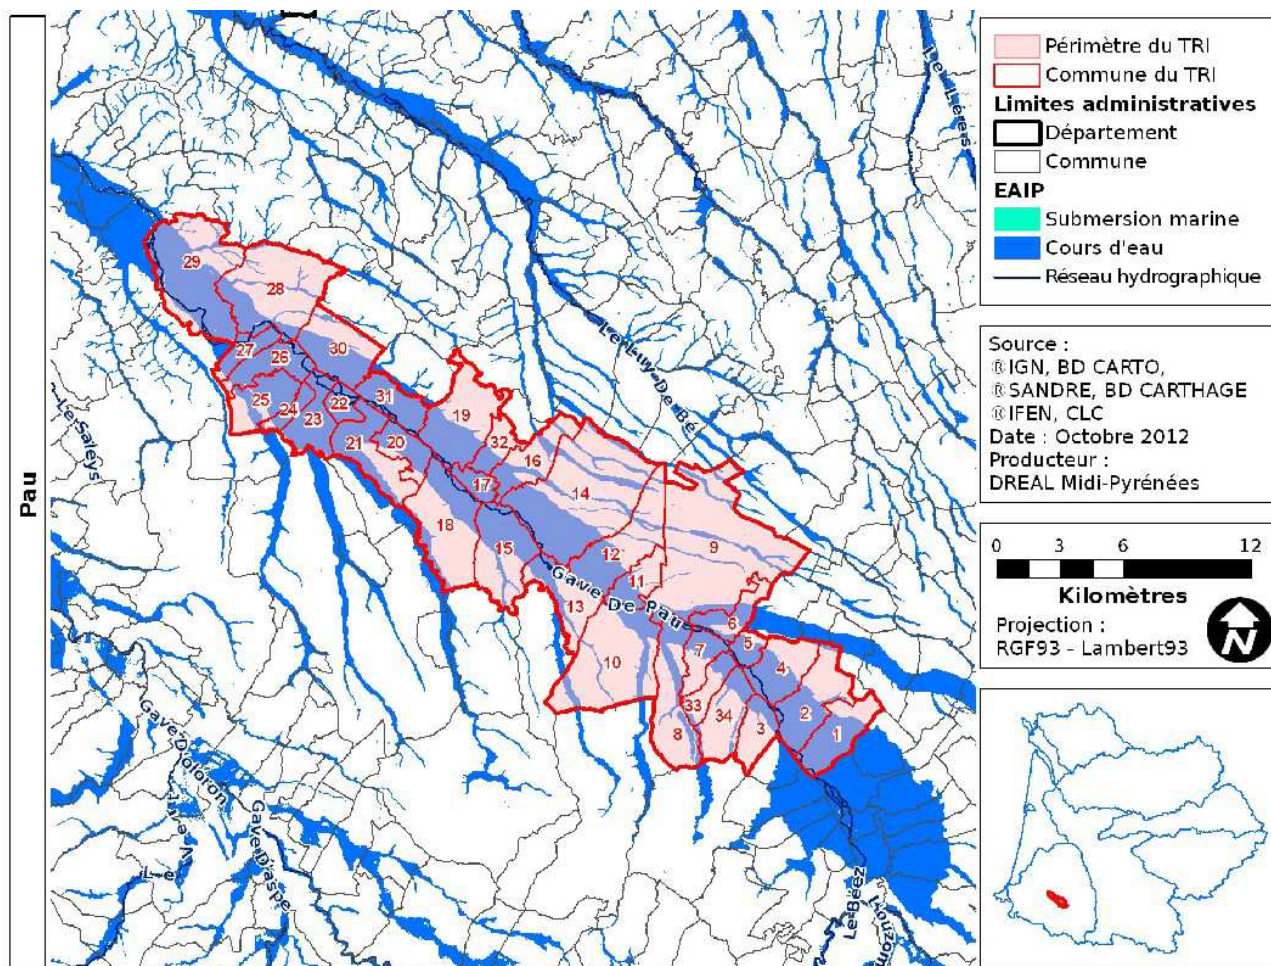 Pau
Périmètre du TRI
Commune du TRI
Limites administratives
Département
Commune
EAIP
Submersion marine
Cours d'eau
Réseau hydrographique
Source :
®IGN, BD CARTO,
®SANDRE, BD CARTHAGE
®IFEN, CLC
Date : Octobre 2012
Producteur :
DREAL Midi-Pyrénées
0 3 6 12
Kilomètres
Projection :
RGF93 - Lambert93
N
29
28
27
26
30
25
24
23
22
31
21
20
19
32
16
17
14
18
15
12
9
11
13
Gave De Pau
6
5
7
4
10
33
34
8
3
2
1
Le Luy De Bé
Le Saleys
Gave D'oloron
Gave D'aspe
Le Béez